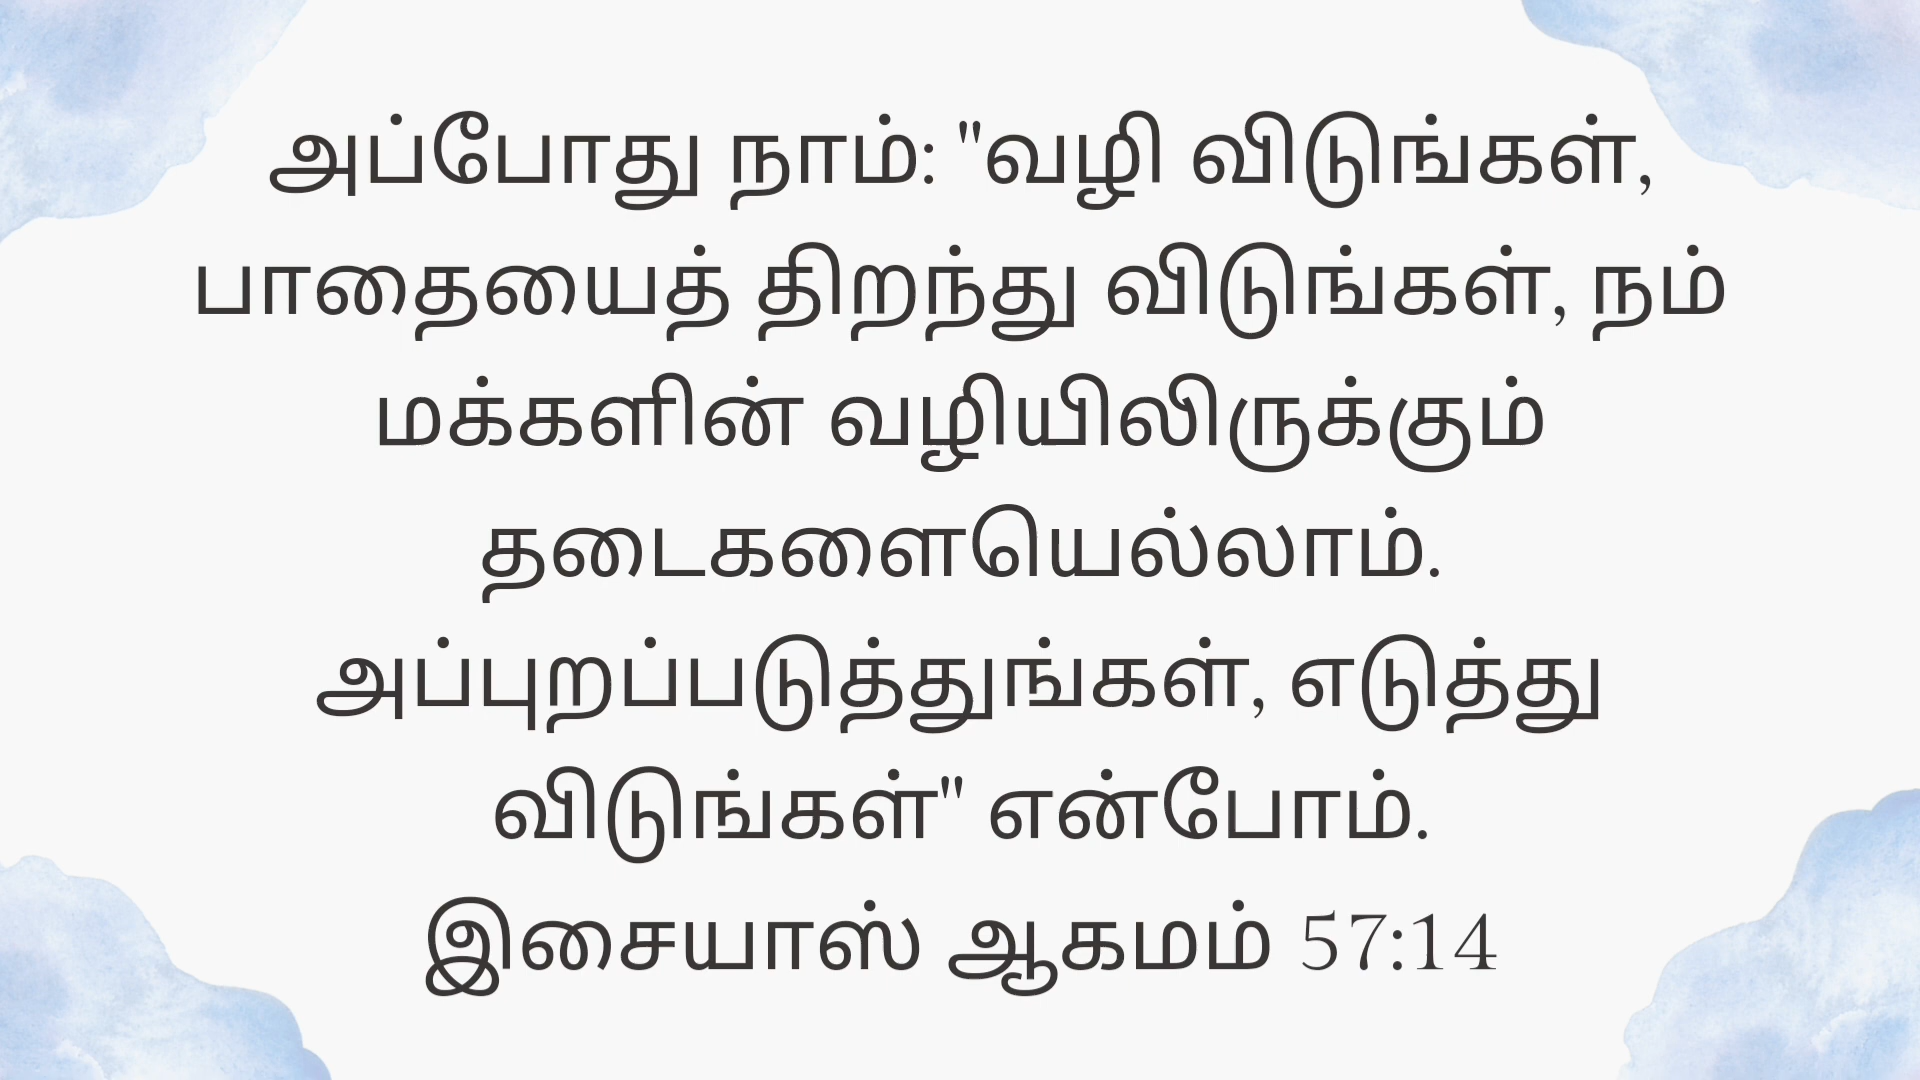 அப்போது நாம்: "வழி விடுங்கள்,
பாதையைத் திறந்து விடுங்கள், நம்
மக்களின் வழியிலிருக்கும்
தடைகளையெல்லாம்.
அப்புறப்படுத்துங்கள், எடுத்து
விடுங்கள்" என்போம்.
இசையாஸ் ஆகமம் 57:14